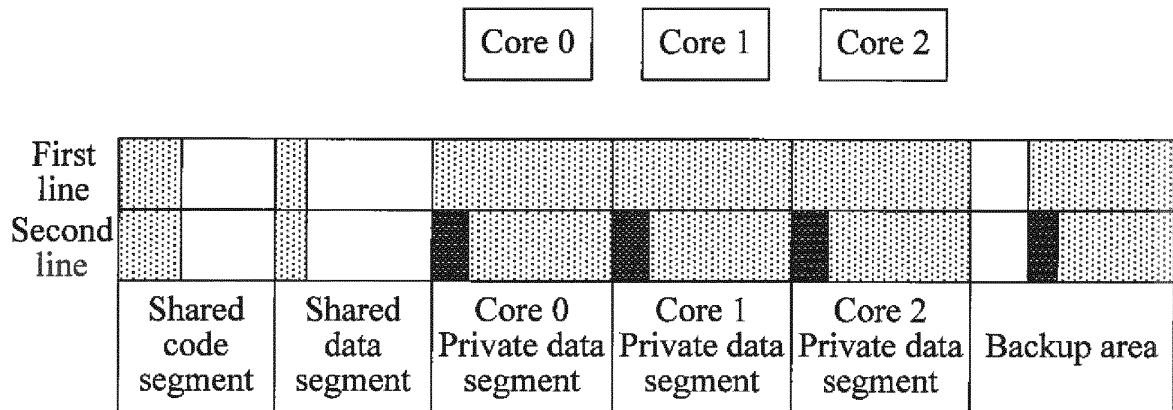 Core 0
Core 1
Core 2
First
line
Second
line
Shared
code
segment
Shared
data
segment
Core 0
Private data
segment
Core 1
Private data
segment
Core 2
Private data
segment
Backup area